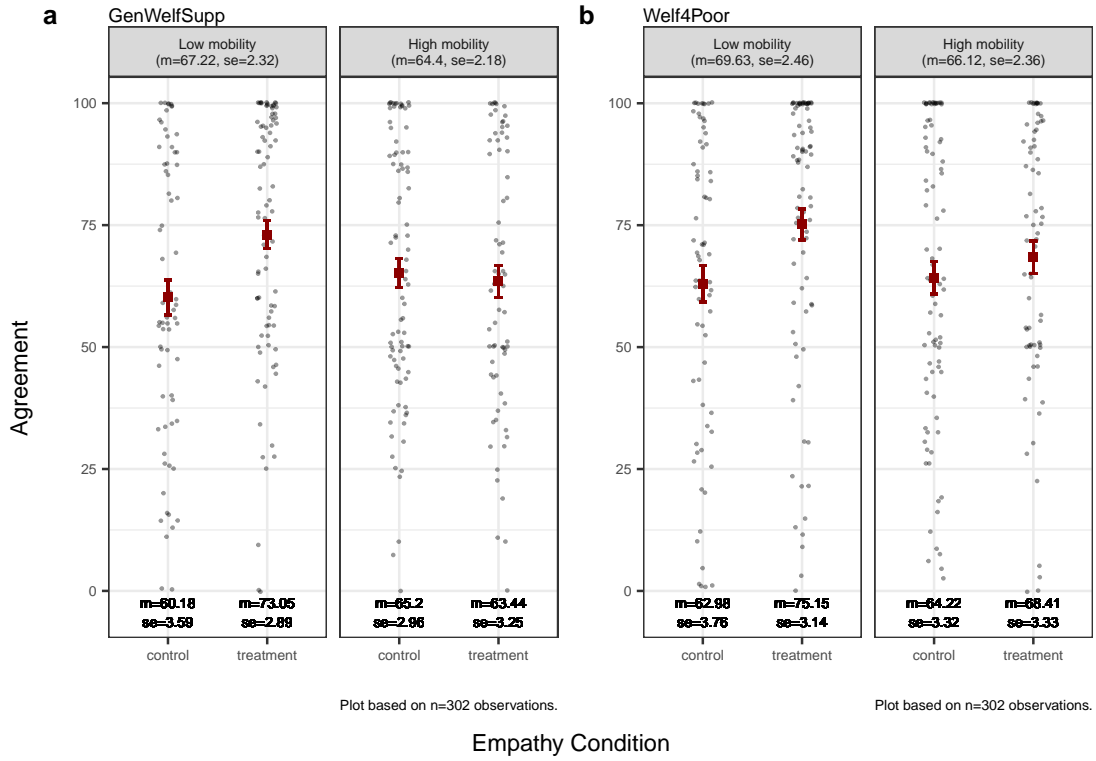 a
GenWelfSupp
Low mobility
(m=67.22, se=2.32)
High mobility
(m=64.4, se=2.18)
100
75
50
25
0
m=60.18
se=3.59
m=73.05
se=2.89
m=65.2
se=2.96
m=63.44
se=3.25
control
treatment
control
treatment
Plot based on n=302 observations.
b
Welf4Poor
Low mobility
(m=69.63, se=2.46)
High mobility
(m=66.12, se=2.36)
100
75
50
25
0
m=62.98
se=3.76
m=75.15
se=3.14
m=64.22
se=3.32
m=68.41
se=3.33
control
treatment
control
treatment
Plot based on n=302 observations.
Agreement
Empathy Condition